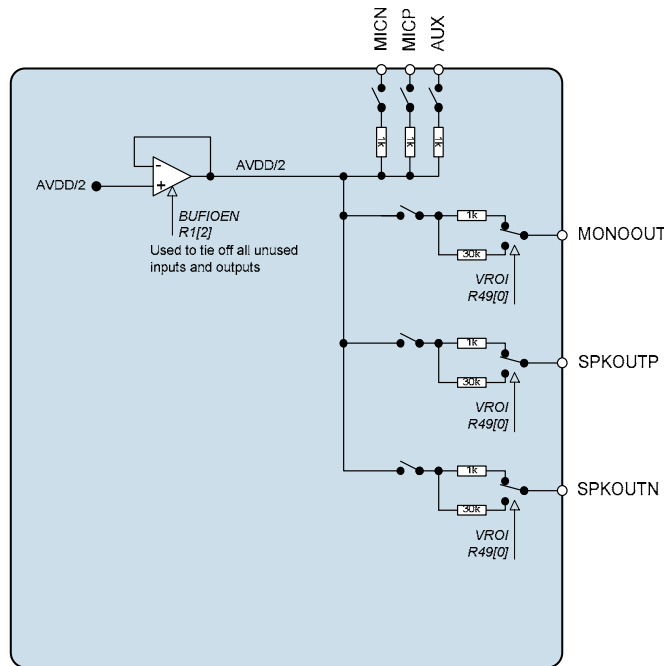 MICN
MICP
AUX
1k
1k
1k
AVDD/2
AVDD/2
-
+
BUFIOEN
R1[2]
Used to tie off all unused
inputs and outputs
1k
30k
VROI
R49[0]
MONOOUT
1k
30k
VROI
R49[0]
SPKOUTP
1k
30k
VROI
R49[0]
SPKOUTN